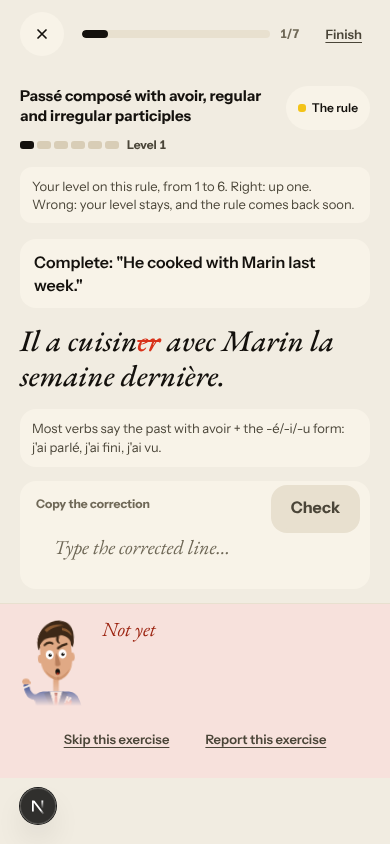 1/7
Finish
Passé composé with avoir, regular
and irregular participles
The rule
Level 1
Your level on this rule, from 1 to 6. Right: up one.
Wrong: your level stays, and the rule comes back soon.
Complete: "He cooked with Marin last
week."
Il a cuisiner avec Marin la
semaine dernière.
Most verbs say the past with avoir + the -é/-i/-u form:
j'ai parlé, j'ai fini, j'ai vu.
Copy the correction
Check
Type the corrected line...
Not yet
Skip this exercise
Report this exercise
N